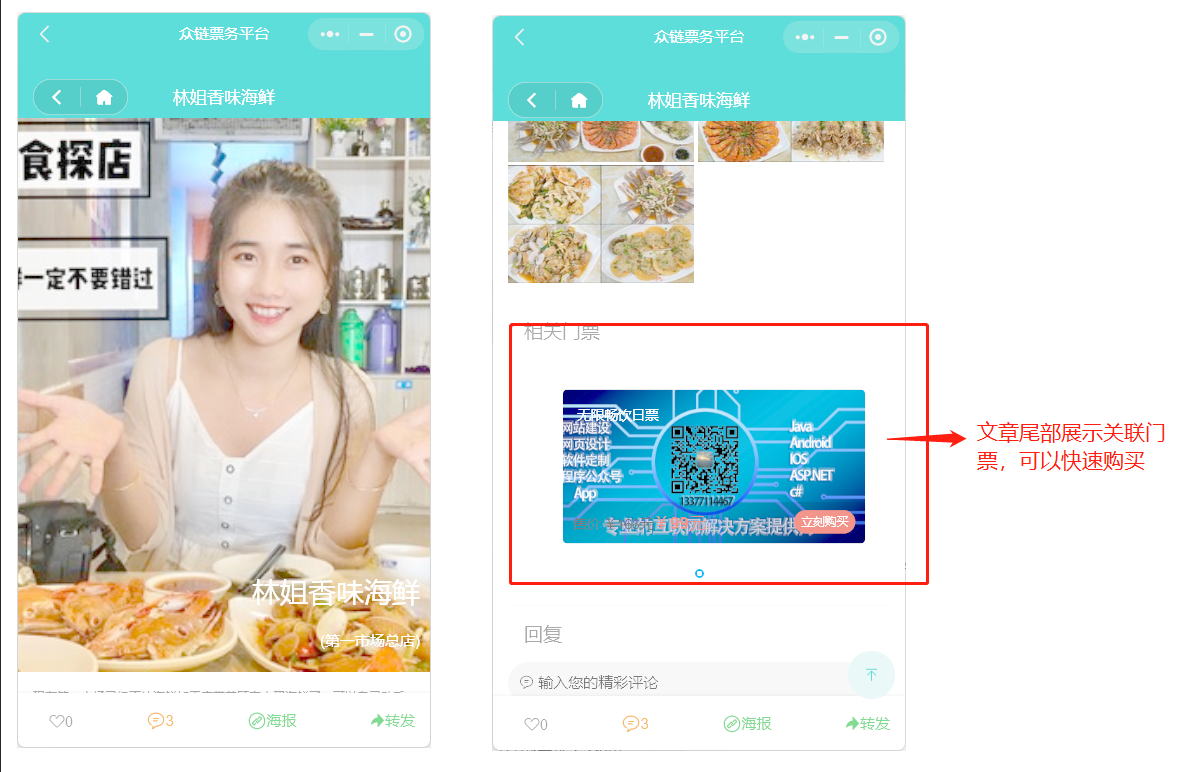 众链票务平台
林姐香味海鲜
食探店
一定不要错过
林姐香味海鲜
(第一市场总店)
0
3
海报
转发
众链票务平台
林姐香味海鲜
相关门票
无限畅饮日票
网站建设
网页设计
软件定制
程序公众号
App
Java
Android
IOS
ASP.NET
c#
13377114467
专业的互联网解决方案提供
立刻购买
回复
输入您的精彩评论
0
3
海报
转发
文章尾部展示关联门
票，可以快速购买